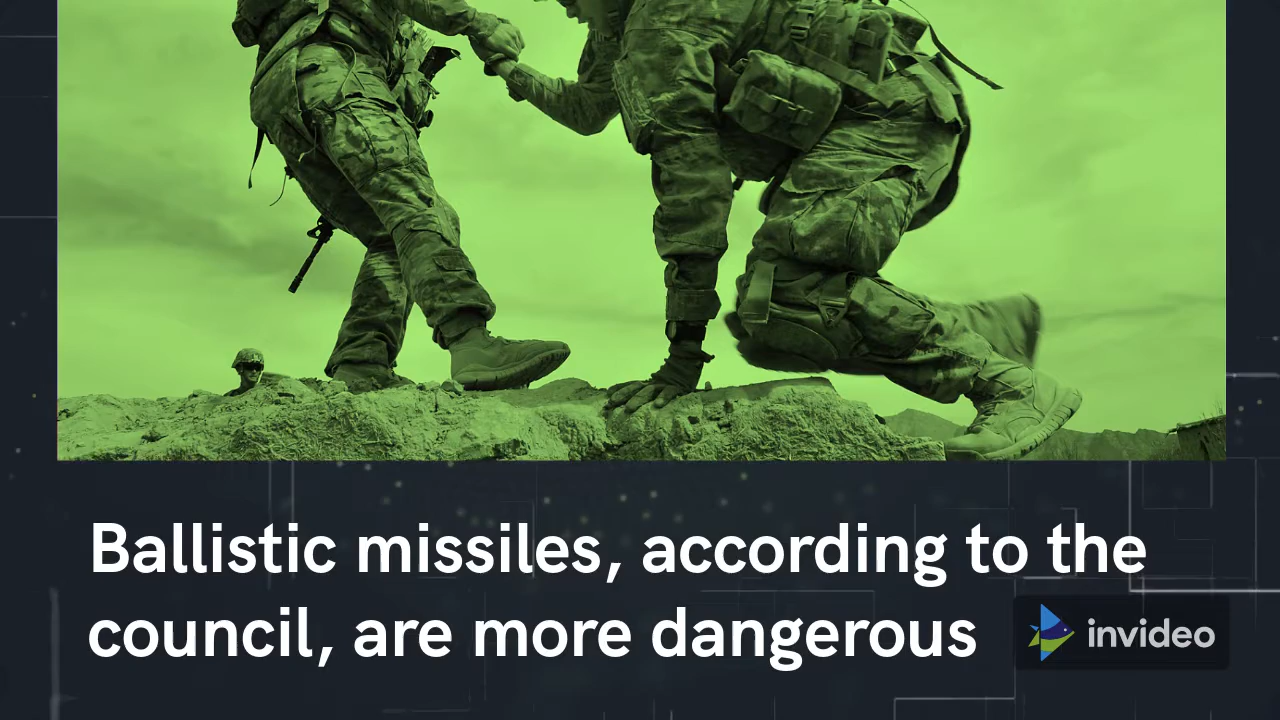 Ballistic missiles, according to the
council, are more dangerous
invideo